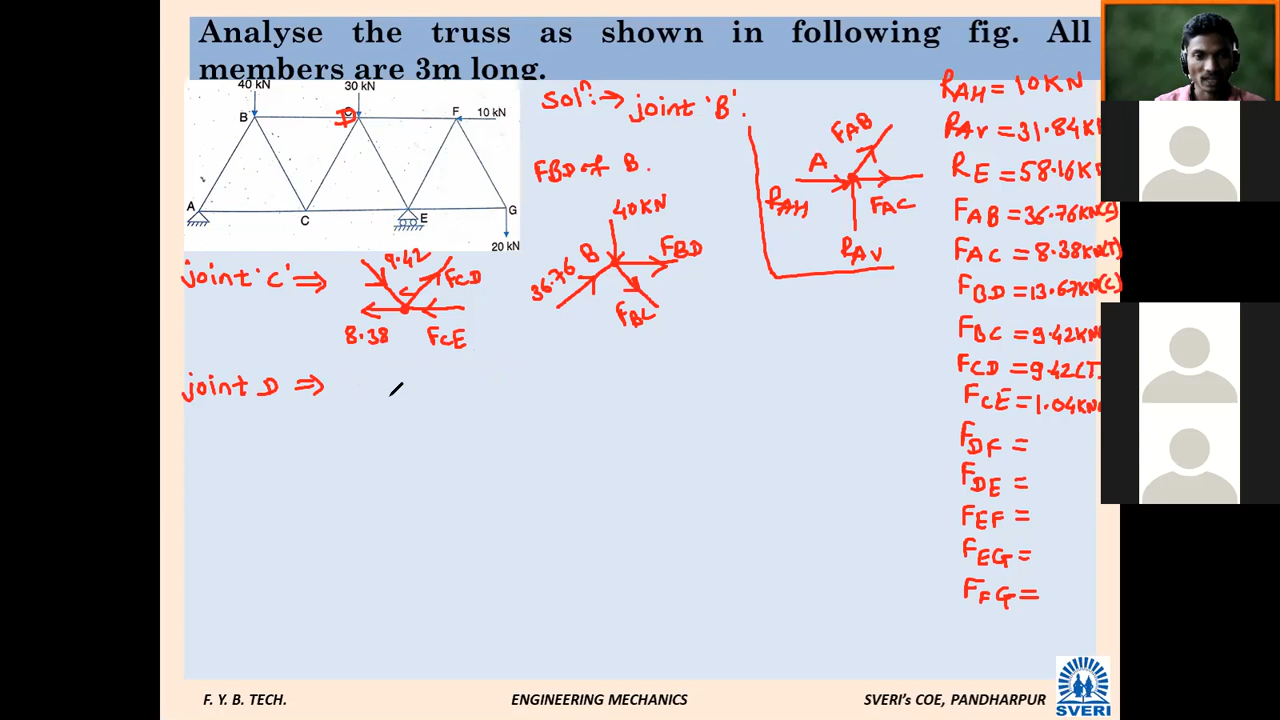 Analyse the truss as shown in following fig. All
members are 3m long.
40 kN
30 kN
B
D
F
10 kN
A
C
E
G
20 kN
Solⁿ:→ joint 'B'.
FBD of B.
40KN
B
FBD
36.76
FBC
FAB
A
RAH
FAC
RAV
joint 'C' ⇒
9.42
FCD
8.38
FCE
joint D ⇒
RAH = 10KN
RAV = 31.84K
RE = 58.16K
FAB = 36.76KN(C)
FAC = 8.38KN(T)
FBD = 13.67KN(C)
FBC = 9.42KN
FCD = 9.42(T)
FCE = 1.04KN
FDF =
FDE =
FEF =
FEG =
FFG =
F. Y. B. TECH.
ENGINEERING MECHANICS
SVERI's COE, PANDHARPUR
SVERI